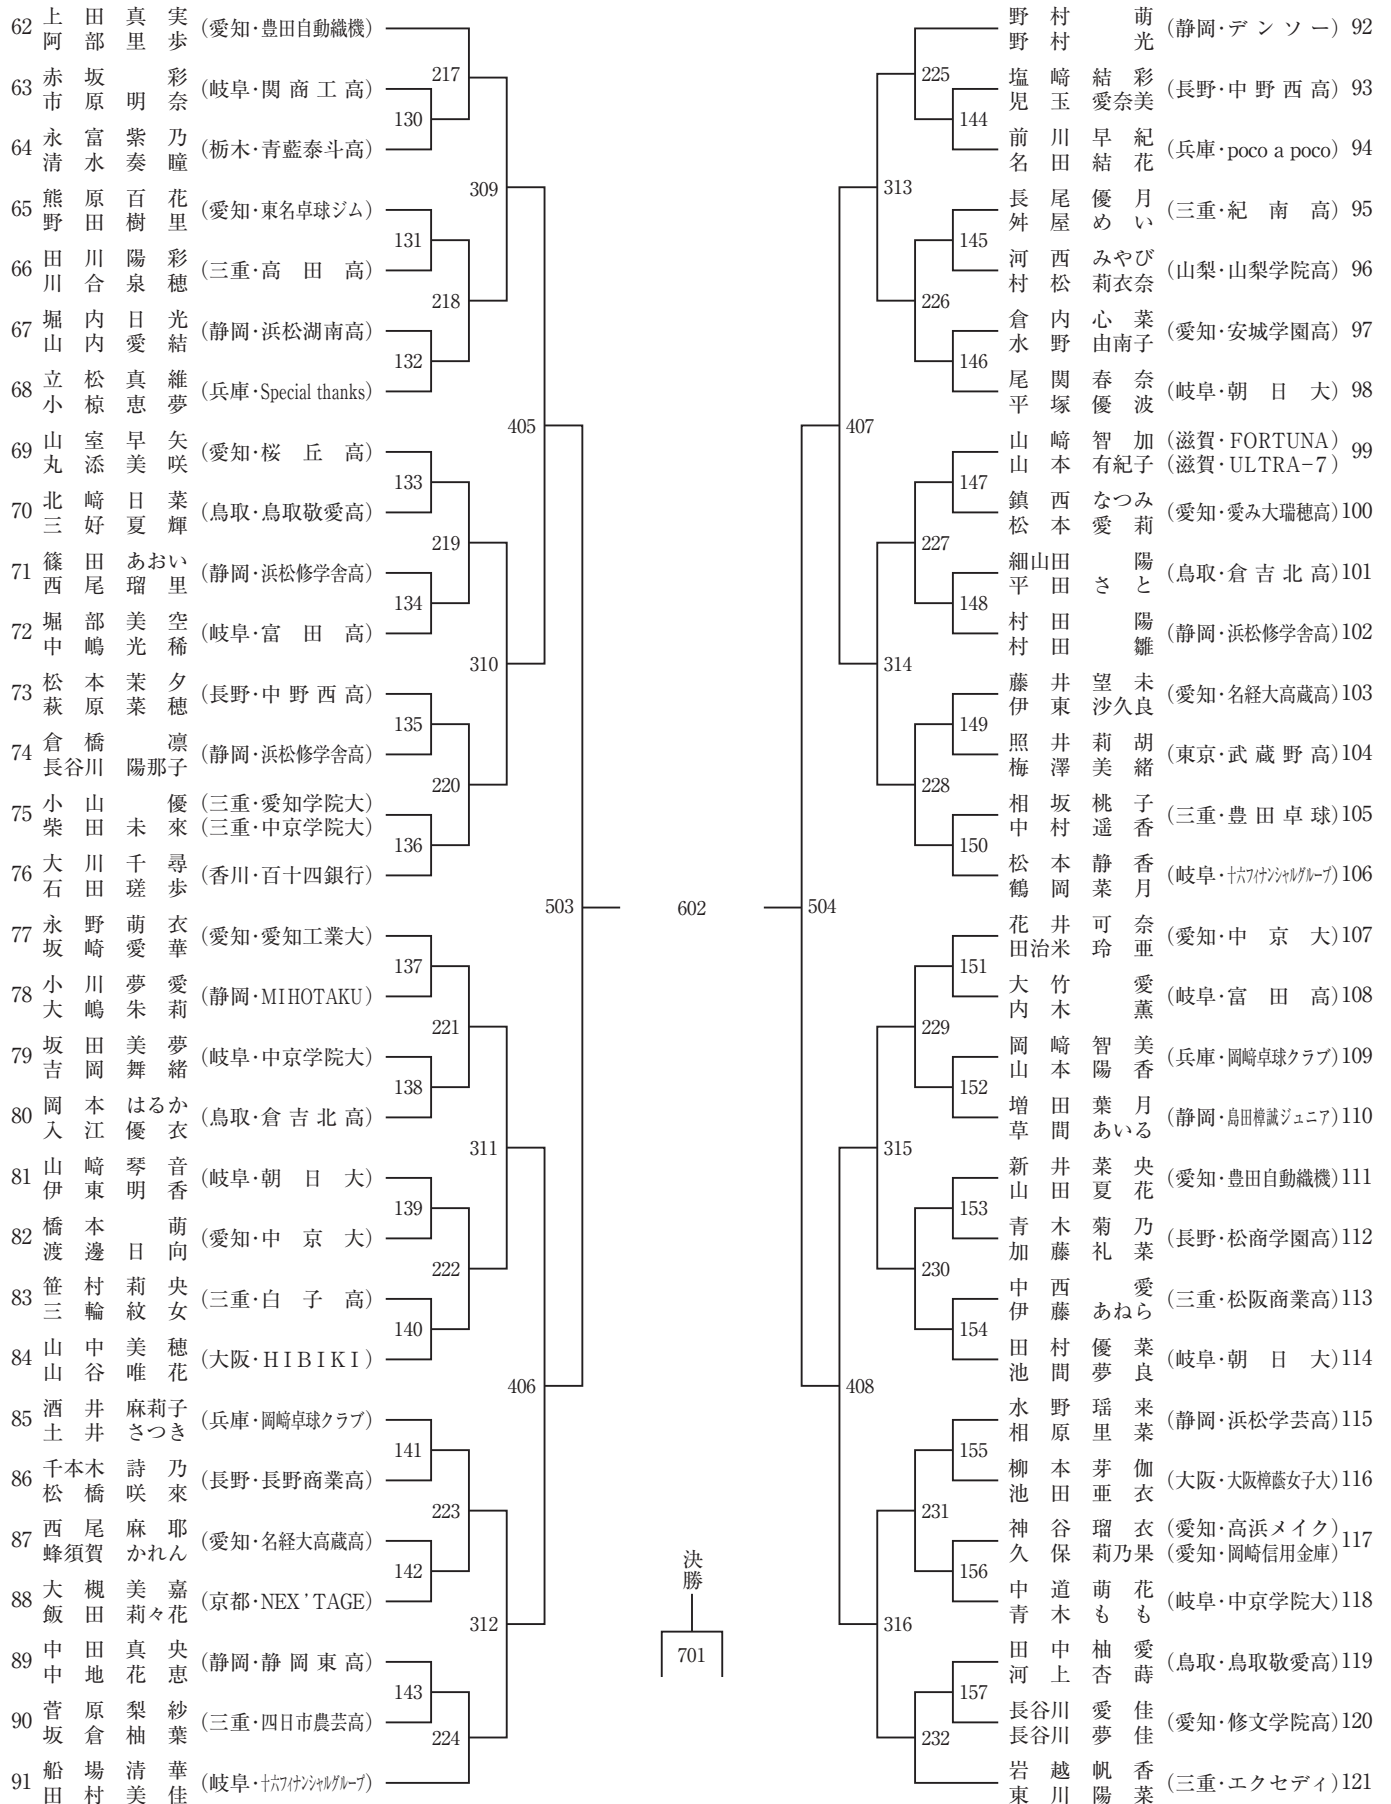 62 上田真実 阿部里歩 (愛知・豊田自動織機)
63 赤坂彩 市原明奈 (岐阜・関商工高)
64 永富紫乃 清水奏瞳 (栃木・青藍泰斗高)
65 熊原百花 野田樹里 (愛知・東名卓球ジム)
66 田川陽彩 川合泉穂 (三重・高田高)
67 堀内日光 山内愛結 (静岡・浜松湖南高)
68 立松真維 小椋恵夢 (兵庫・Special thanks)
69 山室早矢 丸添美咲 (愛知・桜丘高)
70 北﨑日菜 三好夏輝 (鳥取・鳥取敬愛高)
71 篠田あおい 西尾瑠里 (静岡・浜松修学舎高)
72 堀部美空 中嶋光稀 (岐阜・富田高)
73 松本茉夕 萩原菜穂 (長野・中野西高)
74 倉橋凛 長谷川陽那子 (静岡・浜松修学舎高)
75 小山優 (三重・愛知学院大) 柴田未來 (三重・中京学院大)
76 大川千尋 石田瑳歩 (香川・百十四銀行)
77 永野萌衣 坂崎愛華 (愛知・愛知工業大)
78 小川夢愛 大嶋朱莉 (静岡・MIHOTAKU)
79 坂田美夢 吉岡舞緒 (岐阜・中京学院大)
80 岡本はるか 入江優衣 (鳥取・倉吉北高)
81 山﨑琴音 伊東明香 (岐阜・朝日大)
82 橋本萌 渡邊日向 (愛知・中京大)
83 笹村莉央 三輪紋女 (三重・白子高)
84 山中美穂 山谷唯花 (大阪・HIBIKI)
85 酒井麻莉子 土井さつき (兵庫・岡﨑卓球クラブ)
86 千本木詩乃 松橋咲來 (長野・長野商業高)
87 西尾麻耶 蜂須賀かれん (愛知・名経大高蔵高)
88 大槻美嘉 飯田莉々花 (京都・NEX'TAGE)
89 中田真央 中地花恵 (静岡・静岡東高)
90 菅原梨紗 坂倉柚葉 (三重・四日市農芸高)
91 船場清華 田村美佳 (岐阜・十六フィナンシャルグループ)
217
130
309
131
218
132
405
133
219
134
310
135
220
136
503
137
221
138
311
139
222
140
406
141
223
142
312
143
224
602
決勝
701
225
144
313
145
226
146
407
147
227
148
314
149
228
150
504
151
229
152
315
153
230
154
408
155
231
156
316
157
232
野村萌 野村光 (静岡・デンソー) 92
塩﨑結彩 児玉愛奈美 (長野・中野西高) 93
前川早紀 名田結花 (兵庫・poco a poco) 94
長尾優月 舛屋めい (三重・紀南高) 95
河西みやび 村松莉衣奈 (山梨・山梨学院高) 96
倉内心菜 水野由南子 (愛知・安城学園高) 97
尾関春奈 平塚優波 (岐阜・朝日大) 98
山﨑智加 (滋賀・FORTUNA) 山本有紀子 (滋賀・ULTRA-7) 99
鎮西なつみ 松本愛莉 (愛知・愛み大瑞穂高) 100
細山田陽 平田さと (鳥取・倉吉北高) 101
村田陽 村田雛 (静岡・浜松修学舎高) 102
藤井望未 伊東沙久良 (愛知・名経大高蔵高) 103
照井莉胡 梅澤美緒 (東京・武蔵野高) 104
相坂桃子 中村遥香 (三重・豊田卓球) 105
松本静香 鶴岡菜月 (岐阜・十六フィナンシャルグループ) 106
花井可奈 田治米玲亜 (愛知・中京大) 107
大竹愛 内木薫 (岐阜・富田高) 108
岡﨑智美 山本陽香 (兵庫・岡﨑卓球クラブ) 109
増田葉月 草間あいる (静岡・島田樟誠ジュニア) 110
新井菜央 山田夏花 (愛知・豊田自動織機) 111
青木菊乃 加藤礼菜 (長野・松商学園高) 112
中西愛 伊藤あねら (三重・松阪商業高) 113
田村優菜 池間夢良 (岐阜・朝日大) 114
水野瑶来 相原里菜 (静岡・浜松学芸高) 115
柳本芽伽 池田亜衣 (大阪・大阪樟蔭女子大) 116
神谷瑠衣 (愛知・高浜メイク) 久保莉乃果 (愛知・岡崎信用金庫) 117
中道萌花 青木もも (岐阜・中京学院大) 118
田中柚愛 河上杏蒔 (鳥取・鳥取敬愛高) 119
長谷川愛佳 長谷川夢佳 (愛知・修文学院高) 120
岩越帆香 東川陽菜 (三重・エクセディ) 121